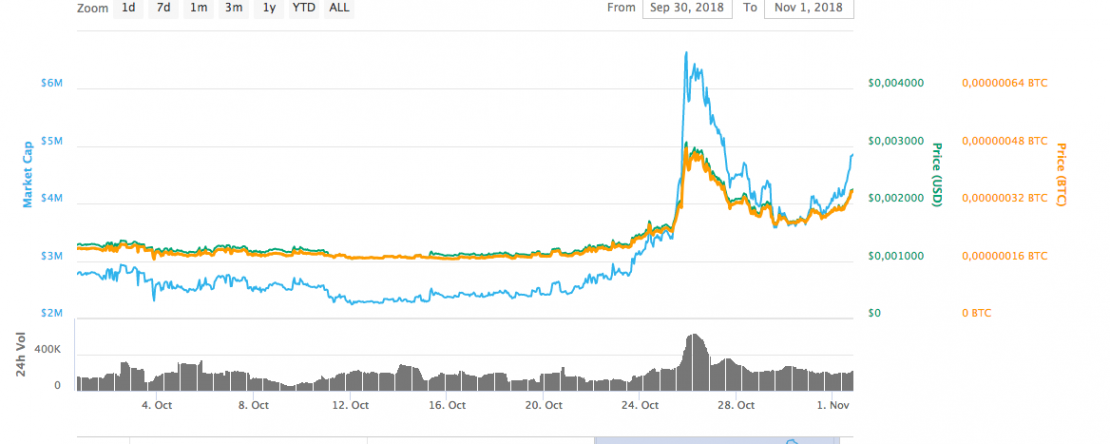 Zoom 1d 7d 1m 3m 1y YTD ALL From Sep 30, 2018 To Nov 1, 2018
$6M $0,004000 0,00000064 BTC
$5M $0,003000 0,00000048 BTC
$4M $0,002000 0,00000032 BTC
$3M $0,001000 0,00000016 BTC
$2M $0 0 BTC
Market Cap
Price (USD)
Price (BTC)
400K
0
24h Vol
4. Oct 8. Oct 12. Oct 16. Oct 20. Oct 24. Oct 28. Oct 1. Nov